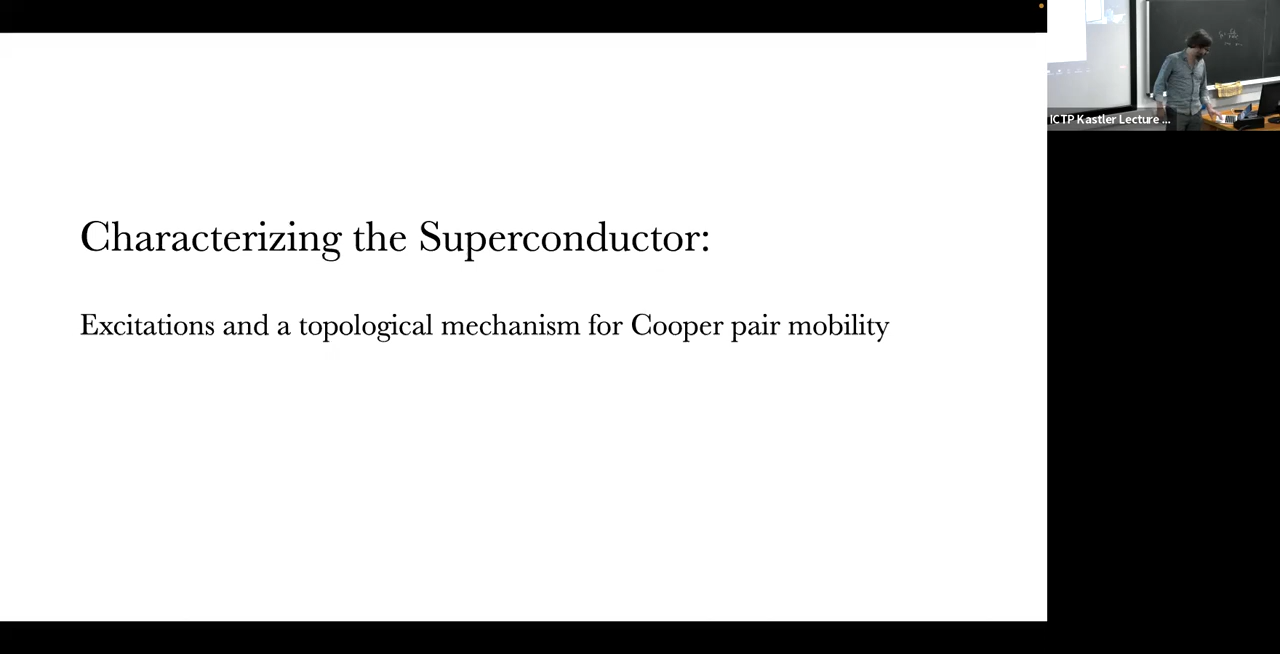 Characterizing the Superconductor:
Excitations and a topological mechanism for Cooper pair mobility
ICTP Kastler Lecture ...